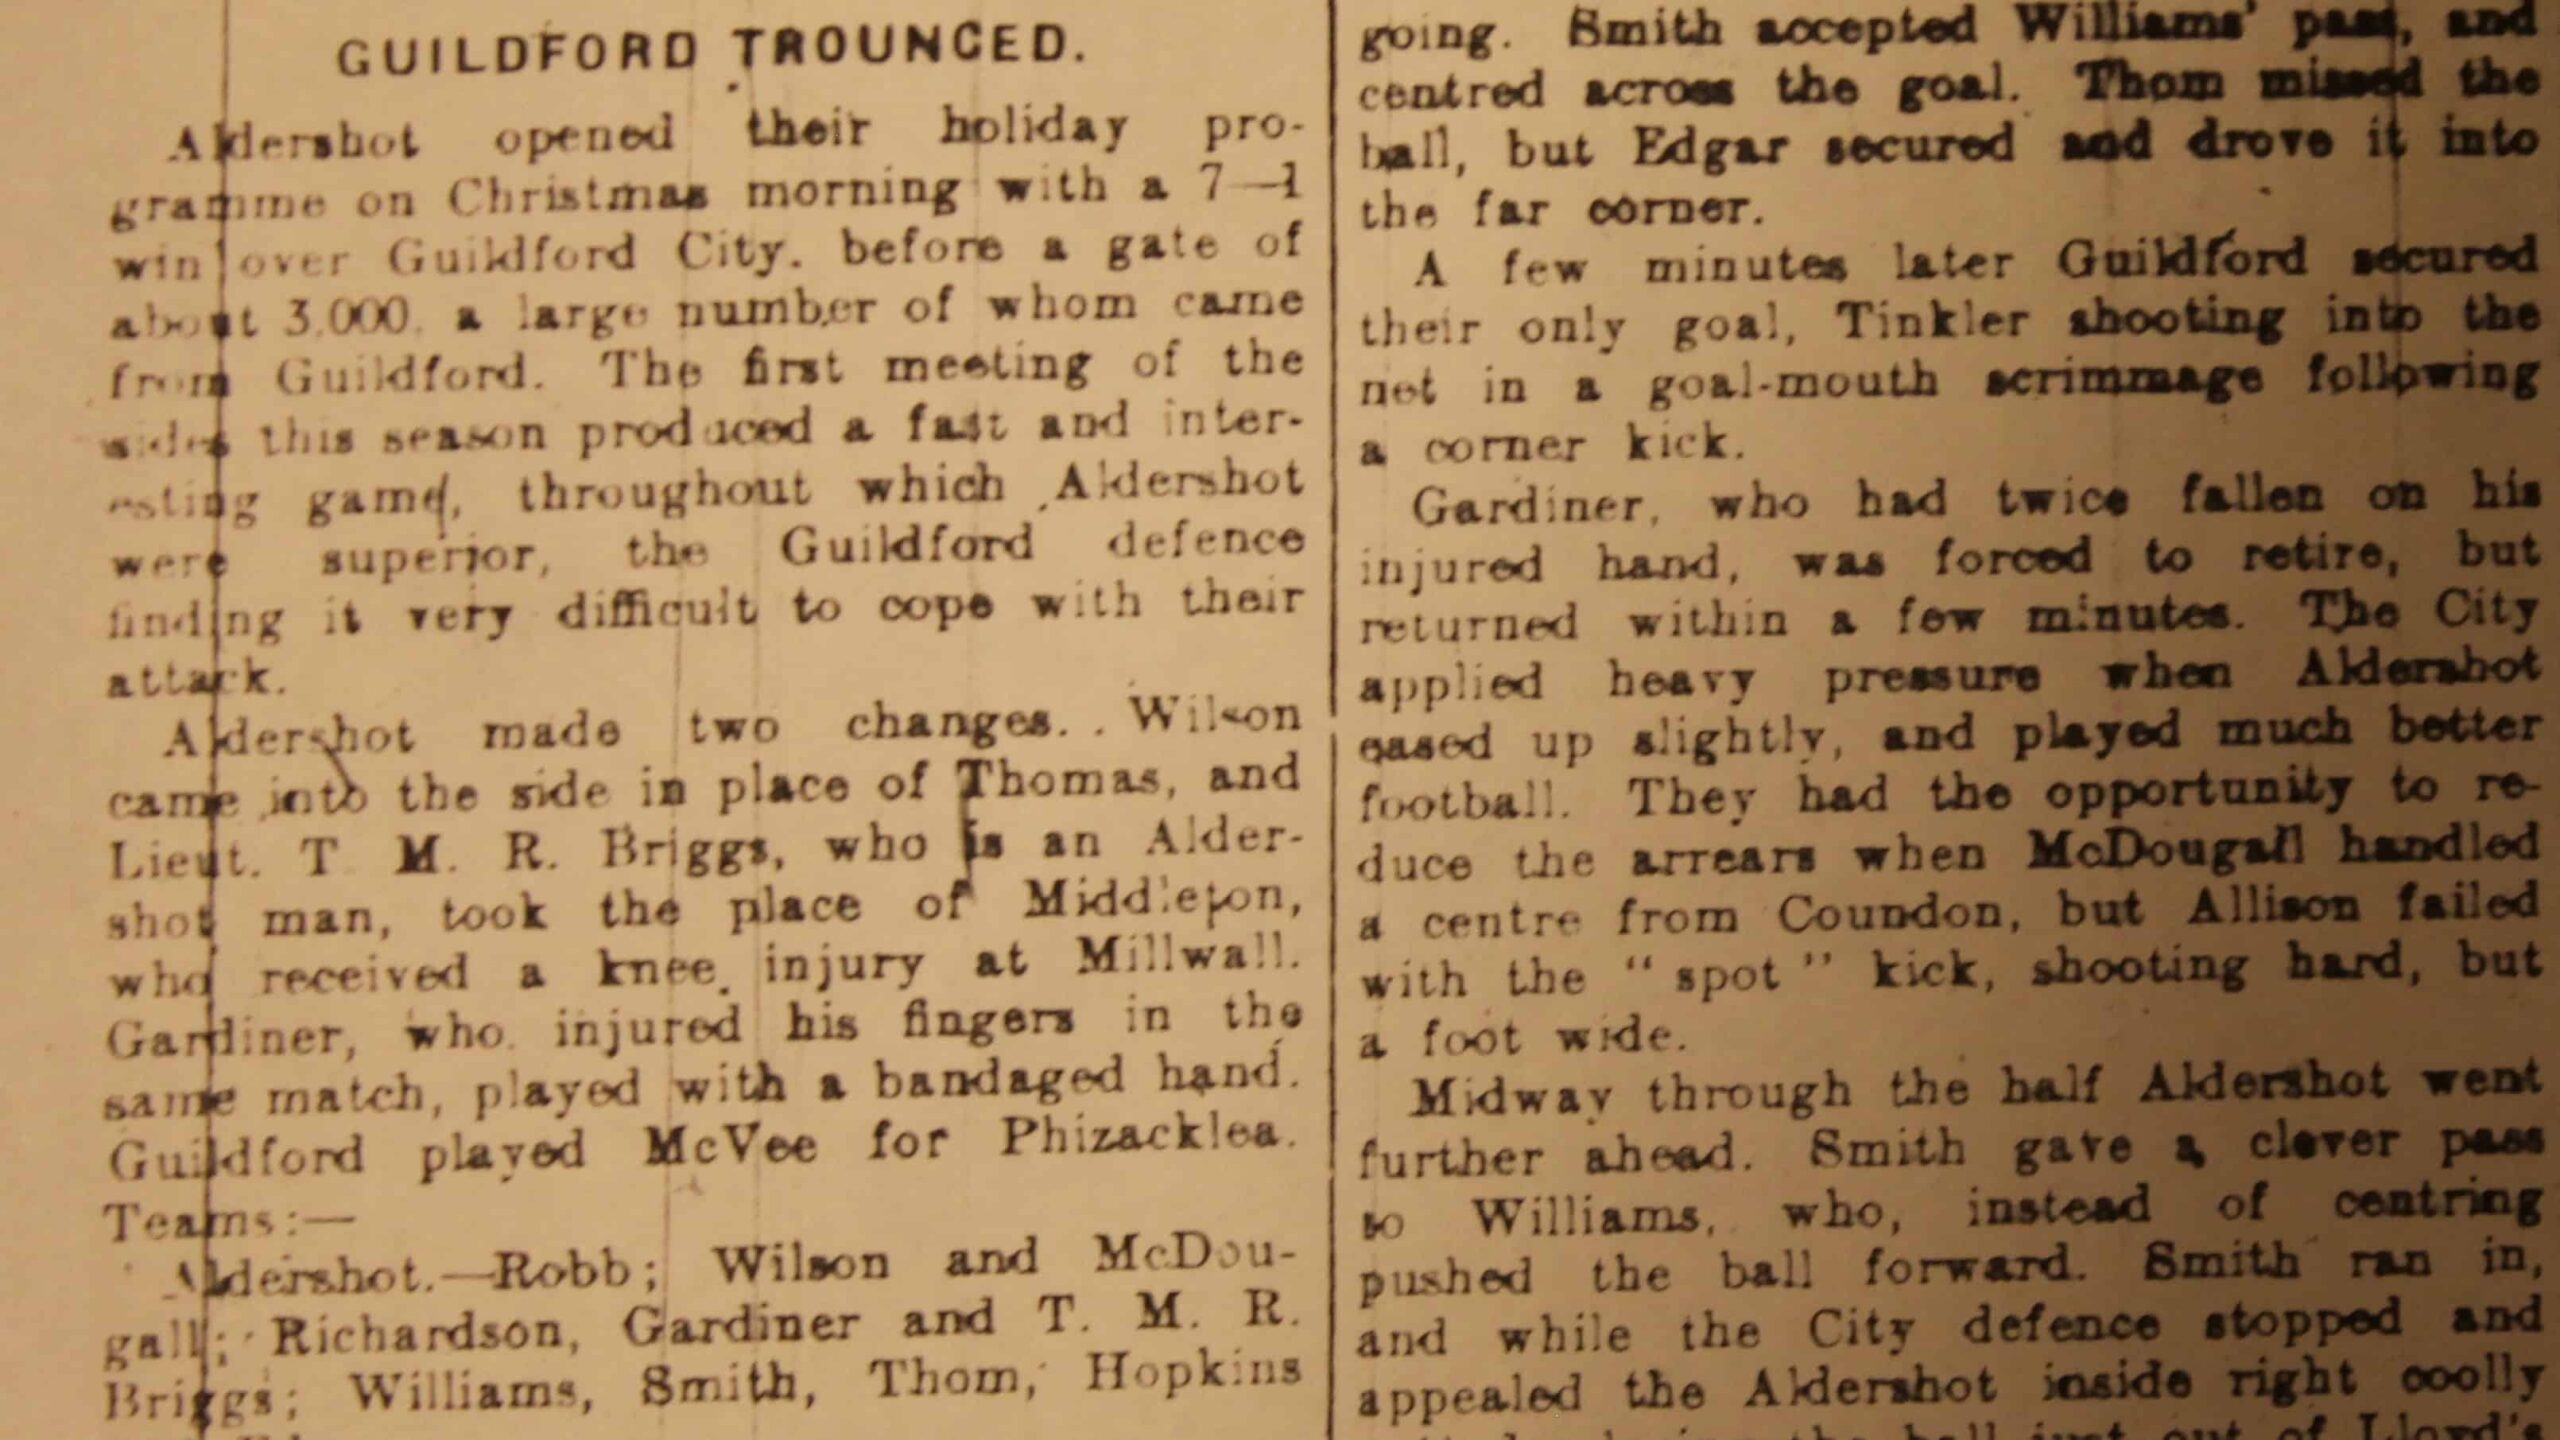 GUILDFORD TROUNCED.
Aldershot opened their holiday pro-
gramme on Christmas morning with a 7—1
win over Guildford City. before a gate of
about 3.000. a large number of whom came
from Guildford. The first meeting of the
sides this season produced a fast and inter-
esting game, throughout which Aldershot
were superior, the Guildford defence
finding it very difficult to cope with their
attack.
Aldershot made two changes. Wilson
came into the side in place of Thomas, and
Lieut. T. M. R. Briggs, who is an Alder-
shot man, took the place of Middleton,
who received a knee injury at Millwall.
Gardiner, who injured his fingers in the
same match, played with a bandaged hand.
Guildford played McVee for Phizacklea.
Teams:—
Aldershot.—Robb; Wilson and McDou-
gall; Richardson, Gardiner and T. M. R.
Briggs; Williams, Smith, Thom, Hopkins
going. Smith accepted Williams' pass, and
centred across the goal. Thom missed the
ball, but Edgar secured and drove it into
the far corner.
A few minutes later Guildford secured
their only goal, Tinkler shooting into the
net in a goal-mouth scrimmage following
a corner kick.
Gardiner, who had twice fallen on his
injured hand, was forced to retire, but
returned within a few minutes. The City
applied heavy pressure when Aldershot
eased up slightly, and played much better
football. They had the opportunity to re-
duce the arrears when McDougall handled
a centre from Coundon, but Allison failed
with the "spot" kick, shooting hard, but
a foot wide.
Midway through the half Aldershot went
further ahead. Smith gave a clever pass
to Williams, who, instead of centring
pushed the ball forward. Smith ran in,
and while the City defence stopped and
appealed the Aldershot inside right coolly
the ball just out of Lloyd's